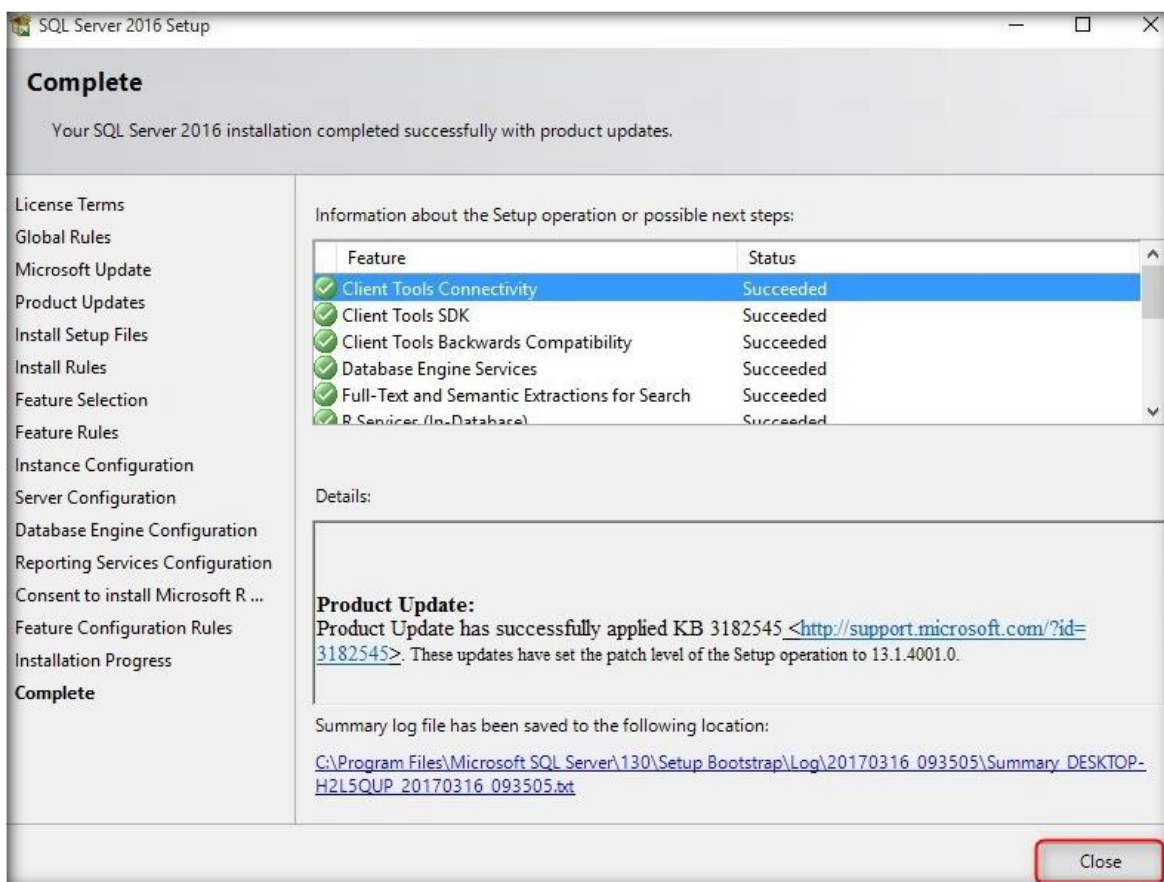 SQL Server 2016 Setup
Complete
Your SQL Server 2016 installation completed successfully with product updates.
License Terms
Global Rules
Microsoft Update
Product Updates
Install Setup Files
Install Rules
Feature Selection
Feature Rules
Instance Configuration
Server Configuration
Database Engine Configuration
Reporting Services Configuration
Consent to install Microsoft R ...
Feature Configuration Rules
Installation Progress
Complete
Information about the Setup operation or possible next steps:
Feature Status
Client Tools Connectivity Succeeded
Client Tools SDK Succeeded
Client Tools Backwards Compatibility Succeeded
Database Engine Services Succeeded
Full-Text and Semantic Extractions for Search Succeeded
R Services (In-Database) Succeeded
Details:
Product Update:
Product Update has successfully applied KB 3182545 <http://support.microsoft.com/?id=
3182545>. These updates have set the patch level of the Setup operation to 13.1.4001.0.
Summary log file has been saved to the following location:
C:\Program Files\Microsoft SQL Server\130\Setup Bootstrap\Log\20170316_093505\Summary_DESKTOP-
H2L5QUP_20170316_093505.txt
Close